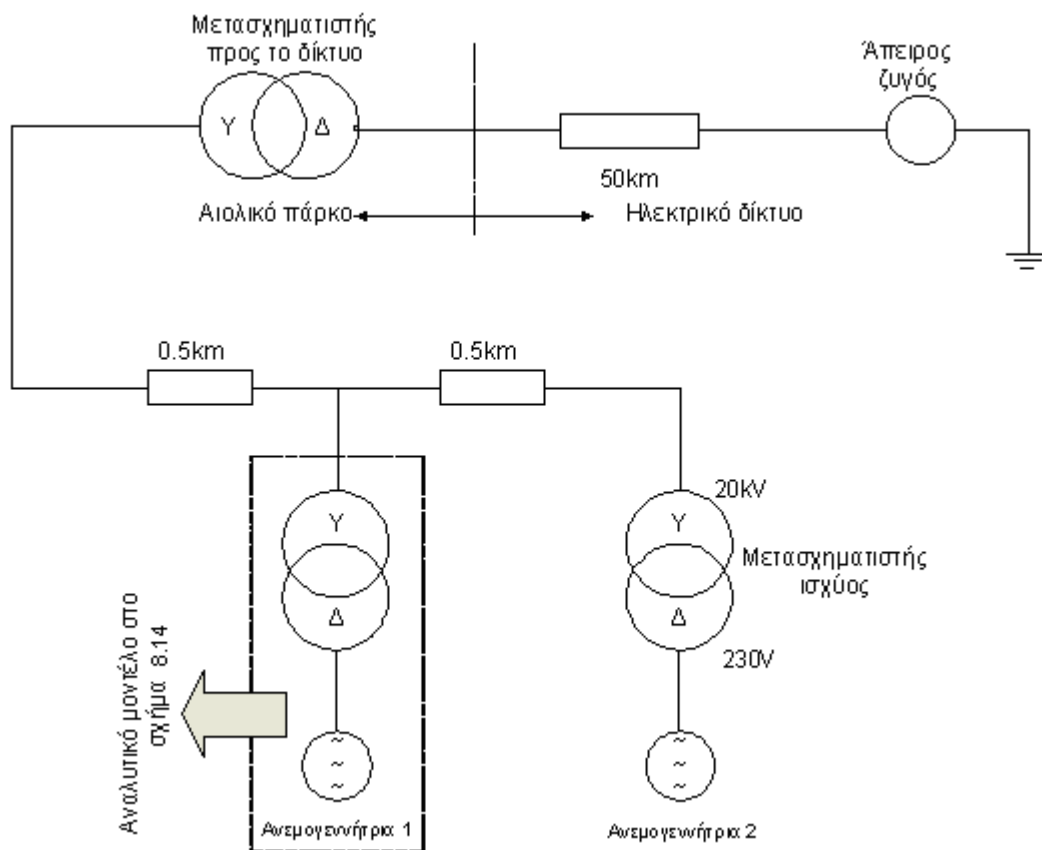 Μετασχηματιστής
προς το δίκτυο
Άπειρος
ζυγός
Υ
Δ
50km
Αιολικό πάρκο
Ηλεκτρικό δίκτυο
0.5km
0.5km
Υ
Δ
Υ
Δ
20kV
Μετασχηματιστής
ισχύος
230V
Αναλυτικό μοντέλο στο
σχήμα 8.14
~
~
~
~
~
~
Ανεμογεννήτρια 1
Ανεμογεννήτρια 2